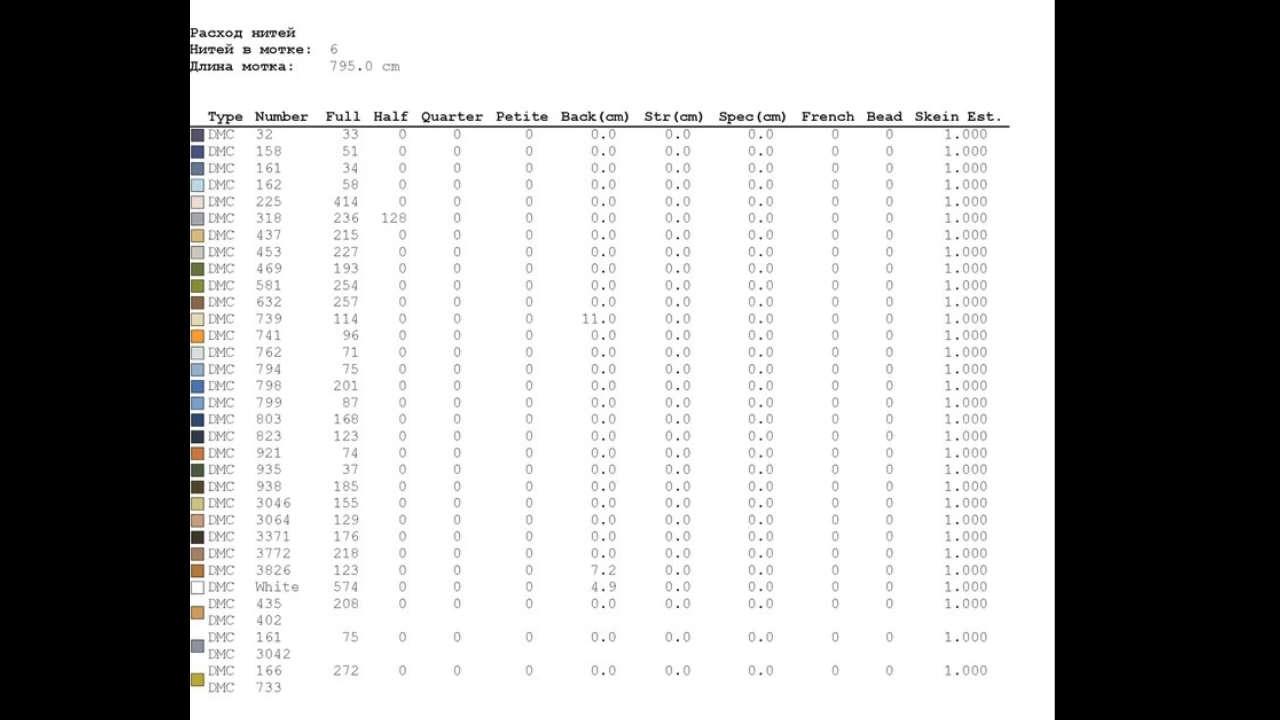 Расход нитей
Нитей в мотке: 6
Длина мотка: 795.0 cm
Type Number Full Half Quarter Petite Back(cm) Str(cm) Spec(cm) French Bead Skein Est.
DMC 32 33 0 0 0 0.0 0.0 0.0 0 0 1.000
DMC 158 51 0 0 0 0.0 0.0 0.0 0 0 1.000
DMC 161 34 0 0 0 0.0 0.0 0.0 0 0 1.000
DMC 162 58 0 0 0 0.0 0.0 0.0 0 0 1.000
DMC 225 414 0 0 0 0.0 0.0 0.0 0 0 1.000
DMC 318 236 128 0 0 0.0 0.0 0.0 0 0 1.000
DMC 437 215 0 0 0 0.0 0.0 0.0 0 0 1.000
DMC 453 227 0 0 0 0.0 0.0 0.0 0 0 1.000
DMC 469 193 0 0 0 0.0 0.0 0.0 0 0 1.000
DMC 581 254 0 0 0 0.0 0.0 0.0 0 0 1.000
DMC 632 257 0 0 0 0.0 0.0 0.0 0 0 1.000
DMC 739 114 0 0 0 11.0 0.0 0.0 0 0 1.000
DMC 741 96 0 0 0 0.0 0.0 0.0 0 0 1.000
DMC 762 71 0 0 0 0.0 0.0 0.0 0 0 1.000
DMC 794 75 0 0 0 0.0 0.0 0.0 0 0 1.000
DMC 798 201 0 0 0 0.0 0.0 0.0 0 0 1.000
DMC 799 87 0 0 0 0.0 0.0 0.0 0 0 1.000
DMC 803 168 0 0 0 0.0 0.0 0.0 0 0 1.000
DMC 823 123 0 0 0 0.0 0.0 0.0 0 0 1.000
DMC 921 74 0 0 0 0.0 0.0 0.0 0 0 1.000
DMC 935 37 0 0 0 0.0 0.0 0.0 0 0 1.000
DMC 938 185 0 0 0 0.0 0.0 0.0 0 0 1.000
DMC 3046 155 0 0 0 0.0 0.0 0.0 0 0 1.000
DMC 3064 129 0 0 0 0.0 0.0 0.0 0 0 1.000
DMC 3371 176 0 0 0 0.0 0.0 0.0 0 0 1.000
DMC 3772 218 0 0 0 0.0 0.0 0.0 0 0 1.000
DMC 3826 123 0 0 0 7.2 0.0 0.0 0 0 1.000
DMC White 574 0 0 0 4.9 0.0 0.0 0 0 1.000
DMC 435 208 0 0 0 0.0 0.0 0.0 0 0 1.000
DMC 402
DMC 161 75 0 0 0 0.0 0.0 0.0 0 0 1.000
DMC 3042
DMC 166 272 0 0 0 0.0 0.0 0.0 0 0 1.000
DMC 733